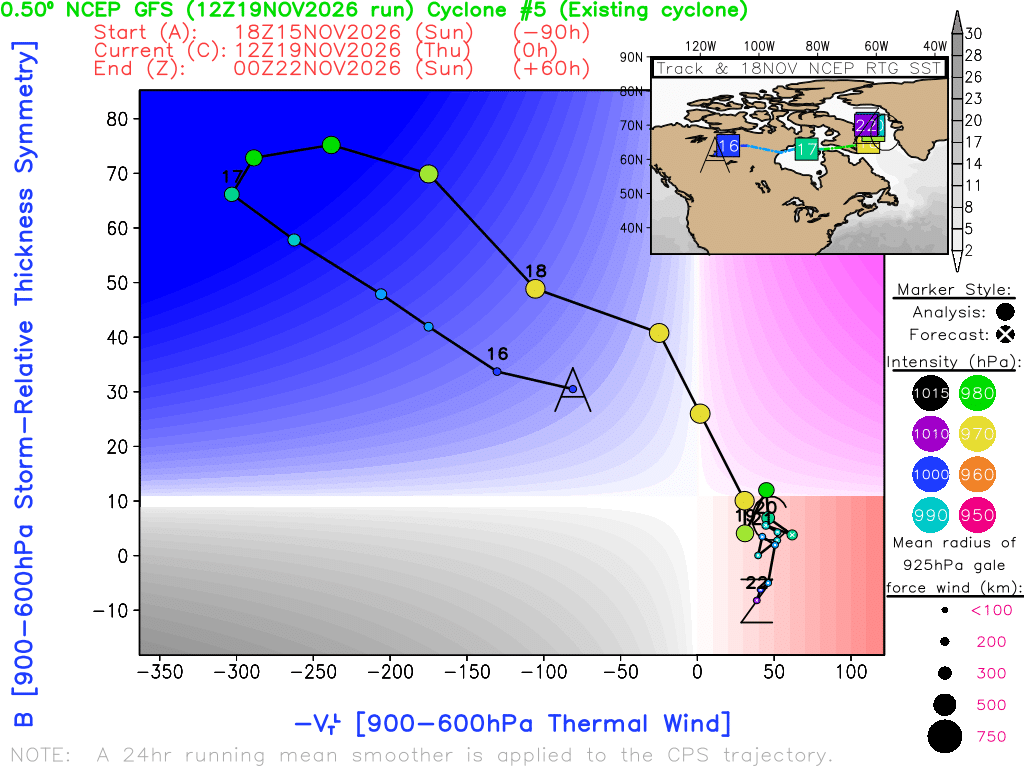 0.50º NCEP GFS (12Z19NOV2026 run) Cyclone #5 (Existing cyclone)
Start (A): 18Z15NOV2026 (Sun) (−90h)
Current (C): 12Z19NOV2026 (Thu) (0h)
End (Z): 00Z22NOV2026 (Sun) (+60h)
120W 100W 80W 60W 40W
90N
80N
70N
60N
50N
40N
Track & 18NOV NCEP RTG SST
A
16
17
22
30
28
26
23
20
17
14
11
8
5
2
B [900−600hPa Storm−Relative Thickness Symmetry]
80
70
60
50
40
30
20
10
0
−10
17
18
16
A
20
22
Z
−350 −300 −250 −200 −150 −100 −50 0 50 100
−VTL [900−600hPa Thermal Wind]
Marker Style:
Analysis:
Forecast:
Intensity (hPa):
1015 980
1010 970
1000 960
990 950
Mean radius of
925hPa gale
force wind (km):
<100
200
300
500
750
NOTE: A 24hr running mean smoother is applied to the CPS trajectory.